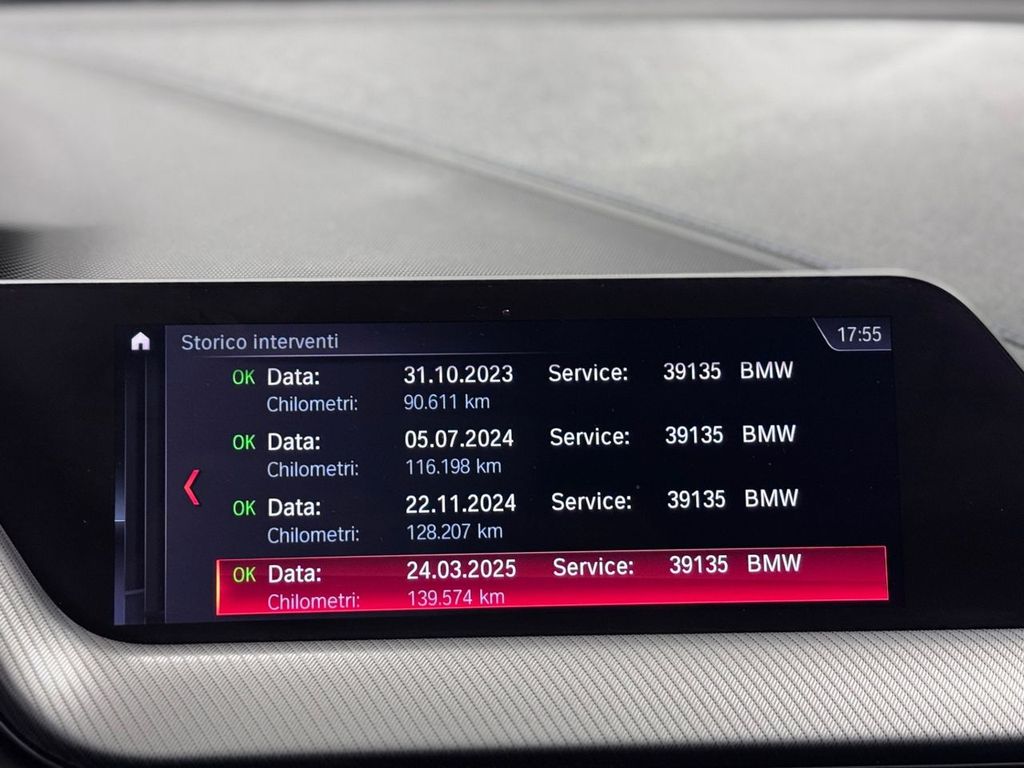 Storico interventi 17:55
OK Data: 31.10.2023 Service: 39135 BMW
Chilometri: 90.611 km
OK Data: 05.07.2024 Service: 39135 BMW
Chilometri: 116.198 km
OK Data: 22.11.2024 Service: 39135 BMW
Chilometri: 128.207 km
OK Data: 24.03.2025 Service: 39135 BMW
Chilometri: 139.574 km